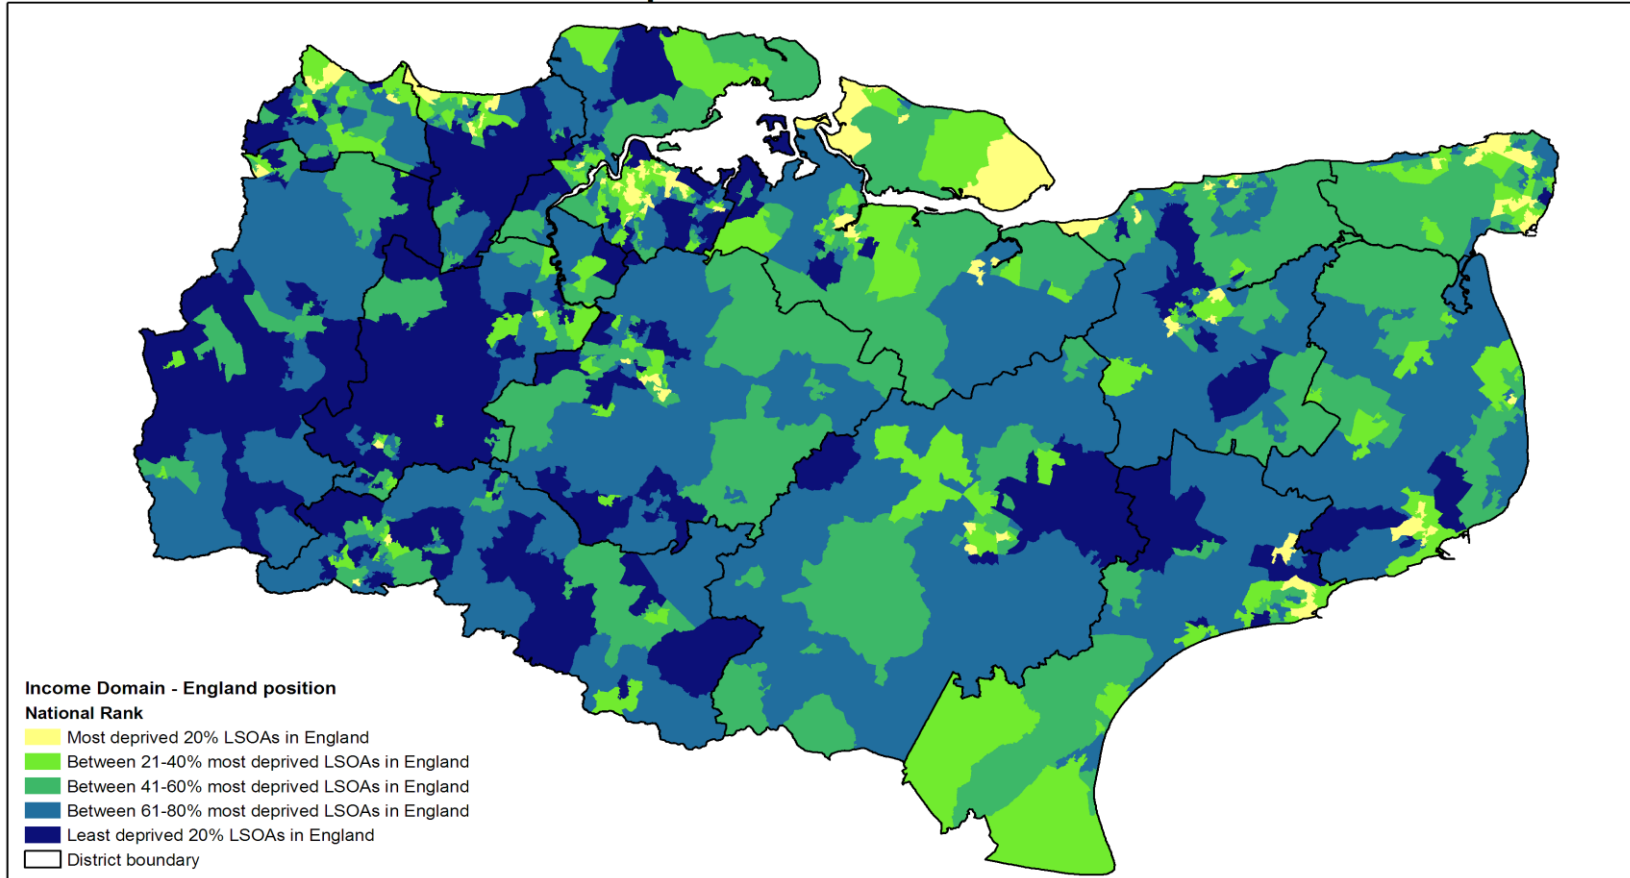 Income Domain - England position
National Rank
Most deprived 20% LSOAs in England
Between 21-40% most deprived LSOAs in England
Between 41-60% most deprived LSOAs in England
Between 61-80% most deprived LSOAs in England
Least deprived 20% LSOAs in England
District boundary